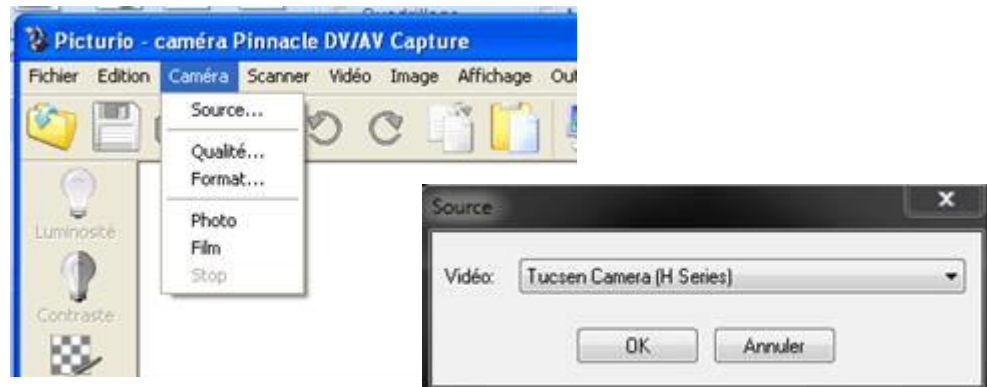 Picturio - caméra Pinnacle DV/AV Capture
Fichier Edition Caméra Scanner Vidéo Image Affichage
Source...
Qualité...
Format...
Photo
Film
Stop
Luminosité
Contraste
Source
Vidéo: Tucsen Camera (H Series)
OK Annuler